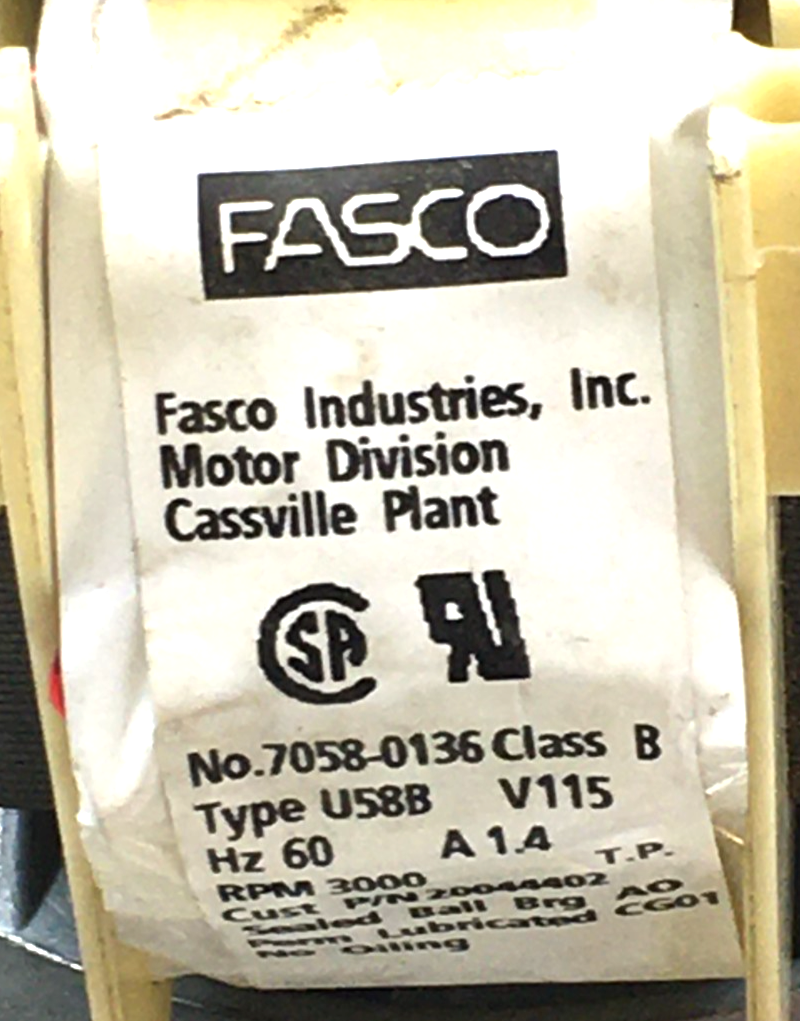 FASCO
Fasco Industries, Inc.
Motor Division
Cassville Plant
No.7058-0136 Class B
Type U58B V115
Hz 60 A 1.4 T.P.
RPM 3000
Cust P/N 20044402
Sealed Ball Brg AO
Perm Lubricated CG01
No Oiling